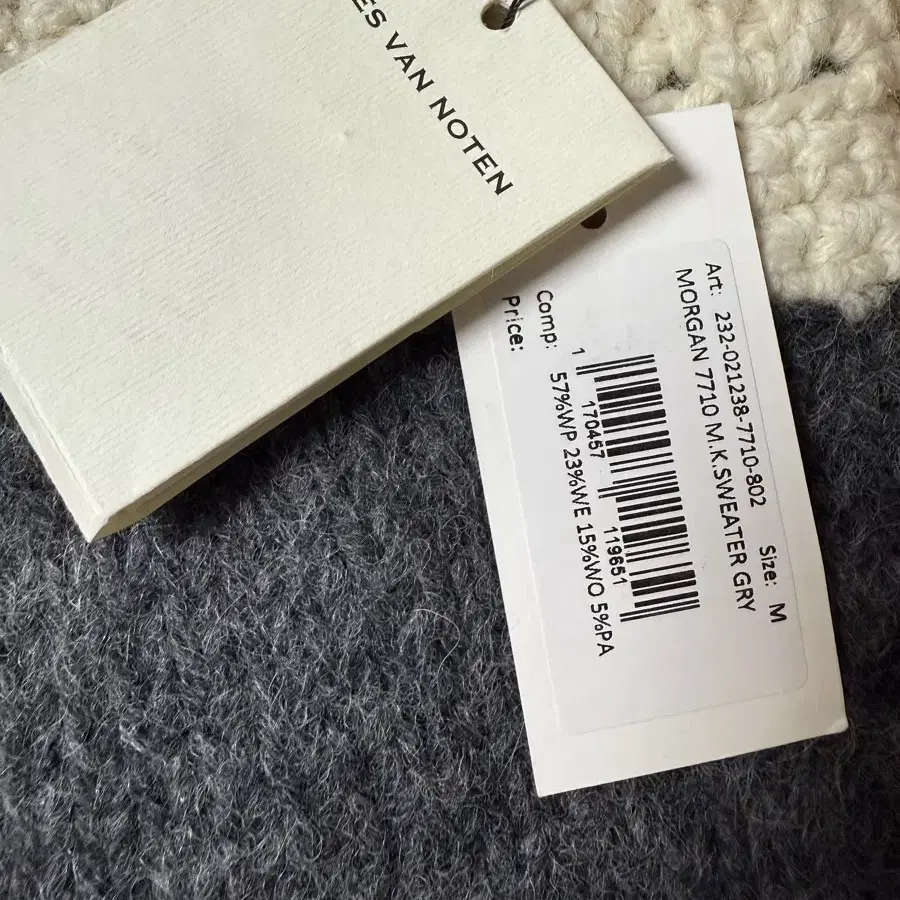 ES VAN NOTEN
Art: 232-021238-7710-802 Size: M
MORGAN 7710 M.K.SWEATER GRY
1 170457 119651
Comp: 57%WP 23%WE 15%WO 5%PA
Price: